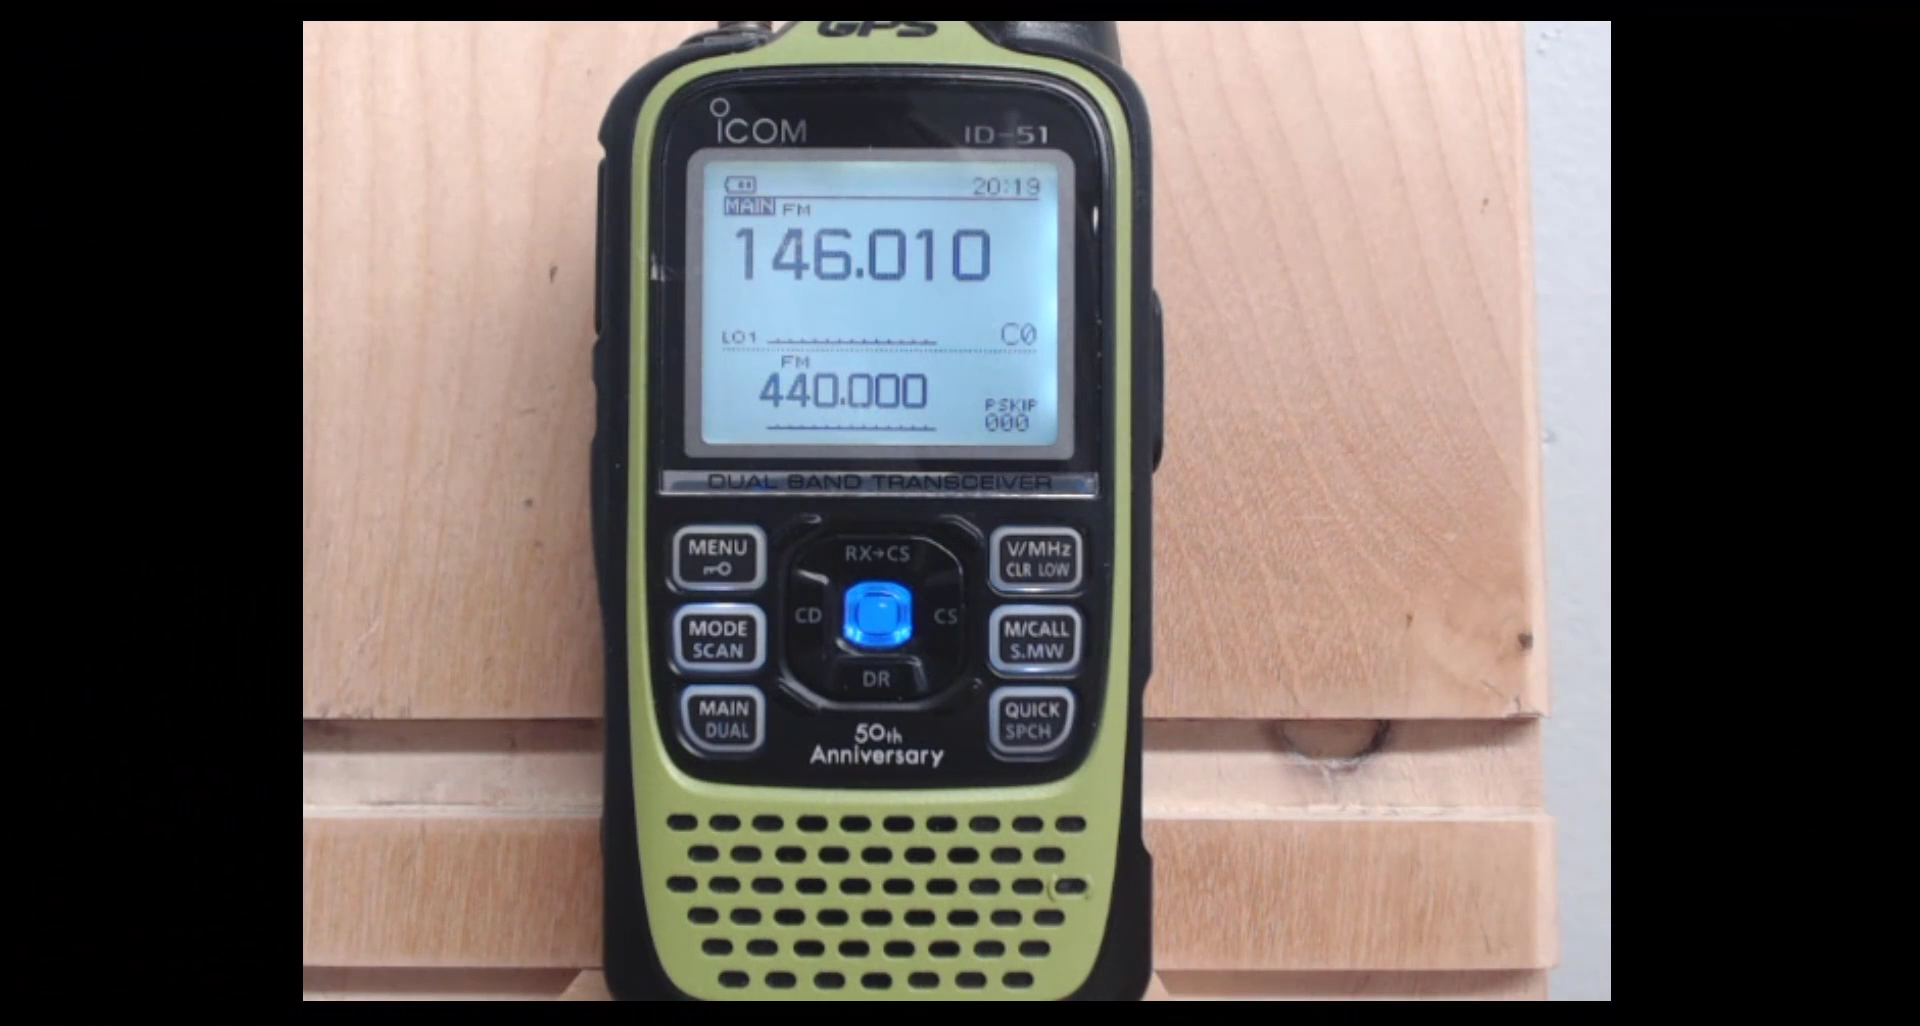 GPS
ICOM ID-51
20:19
MAIN FM
146.010
LO1 C0
FM
440.000
PSKIP
000
DUAL BAND TRANSCEIVER
MENU
RX→CS
V/MHz
CLR LOW
CD
CS
MODE
SCAN
M/CALL
S.MW
DR
MAIN
DUAL
QUICK
SPCH
50th
Anniversary